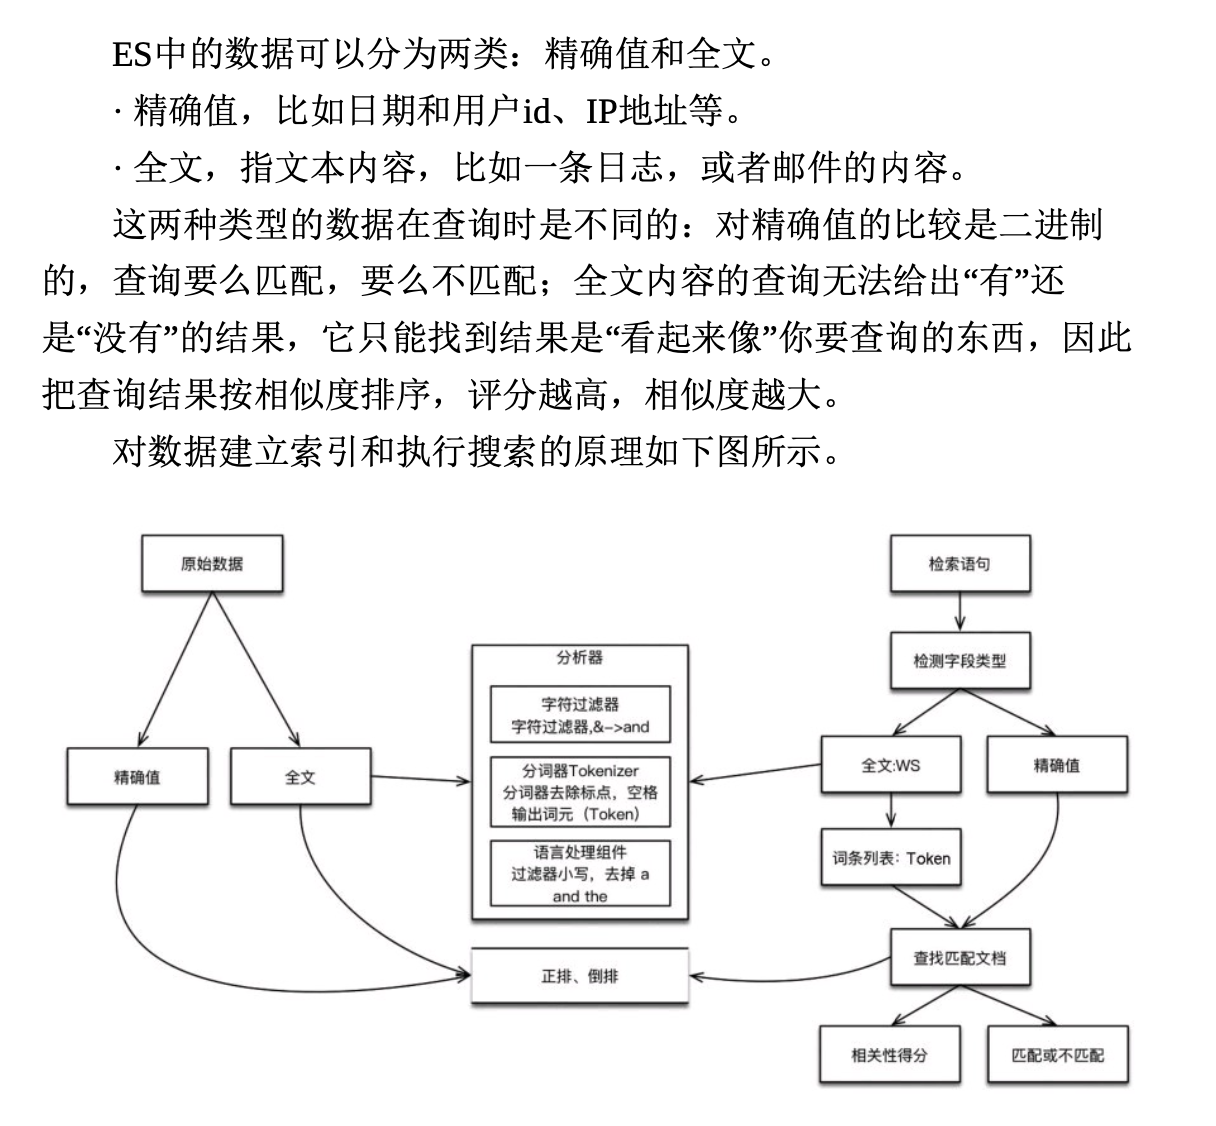 ES中的数据可以分为两类：精确值和全文。
· 精确值，比如日期和用户id、IP地址等。
· 全文，指文本内容，比如一条日志，或者邮件的内容。
这两种类型的数据在查询时是不同的：对精确值的比较是二进制
的，查询要么匹配，要么不匹配；全文内容的查询无法给出“有”还
是“没有”的结果，它只能找到结果是“看起来像”你要查询的东西，因此
把查询结果按相似度排序，评分越高，相似度越大。
对数据建立索引和执行搜索的原理如下图所示。
原始数据
精确值
全文
分析器
字符过滤器
字符过滤器,&->and
分词器Tokenizer
分词器去除标点，空格
输出词元（Token）
语言处理组件
过滤器小写，去掉 a
and the
正排、倒排
检索语句
检测字段类型
全文:WS
精确值
词条列表：Token
查找匹配文档
相关性得分
匹配或不匹配